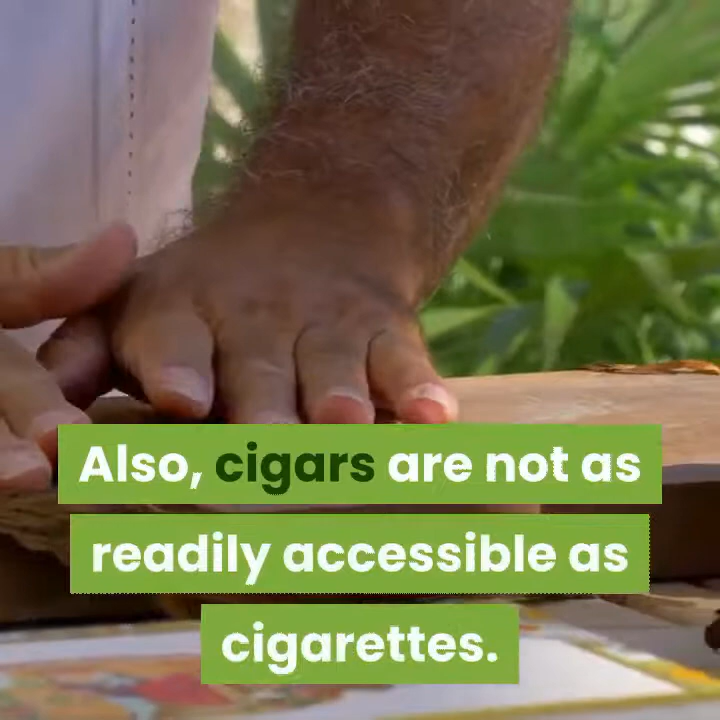 Also, cigars are not as
readily accessible as
cigarettes.